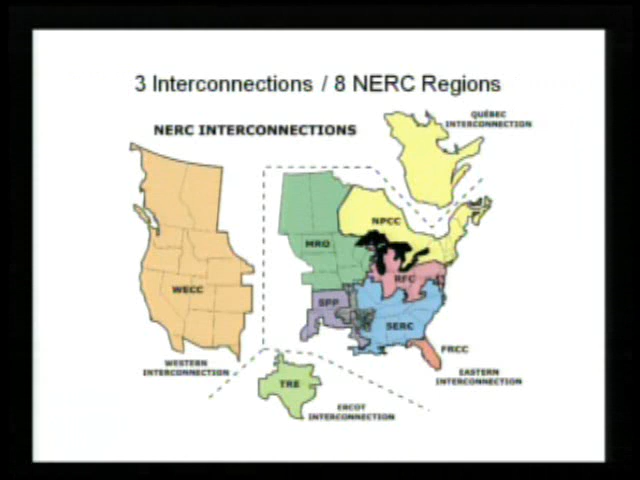 3 Interconnections / 8 NERC Regions
QUÉBEC
INTERCONNECTION
NERC INTERCONNECTIONS
NPCC
MRO
RFC
WECC
SPP
SERC
FRCC
WESTERN
INTERCONNECTION
EASTERN
INTERCONNECTION
TRE
ERCOT
INTERCONNECTION